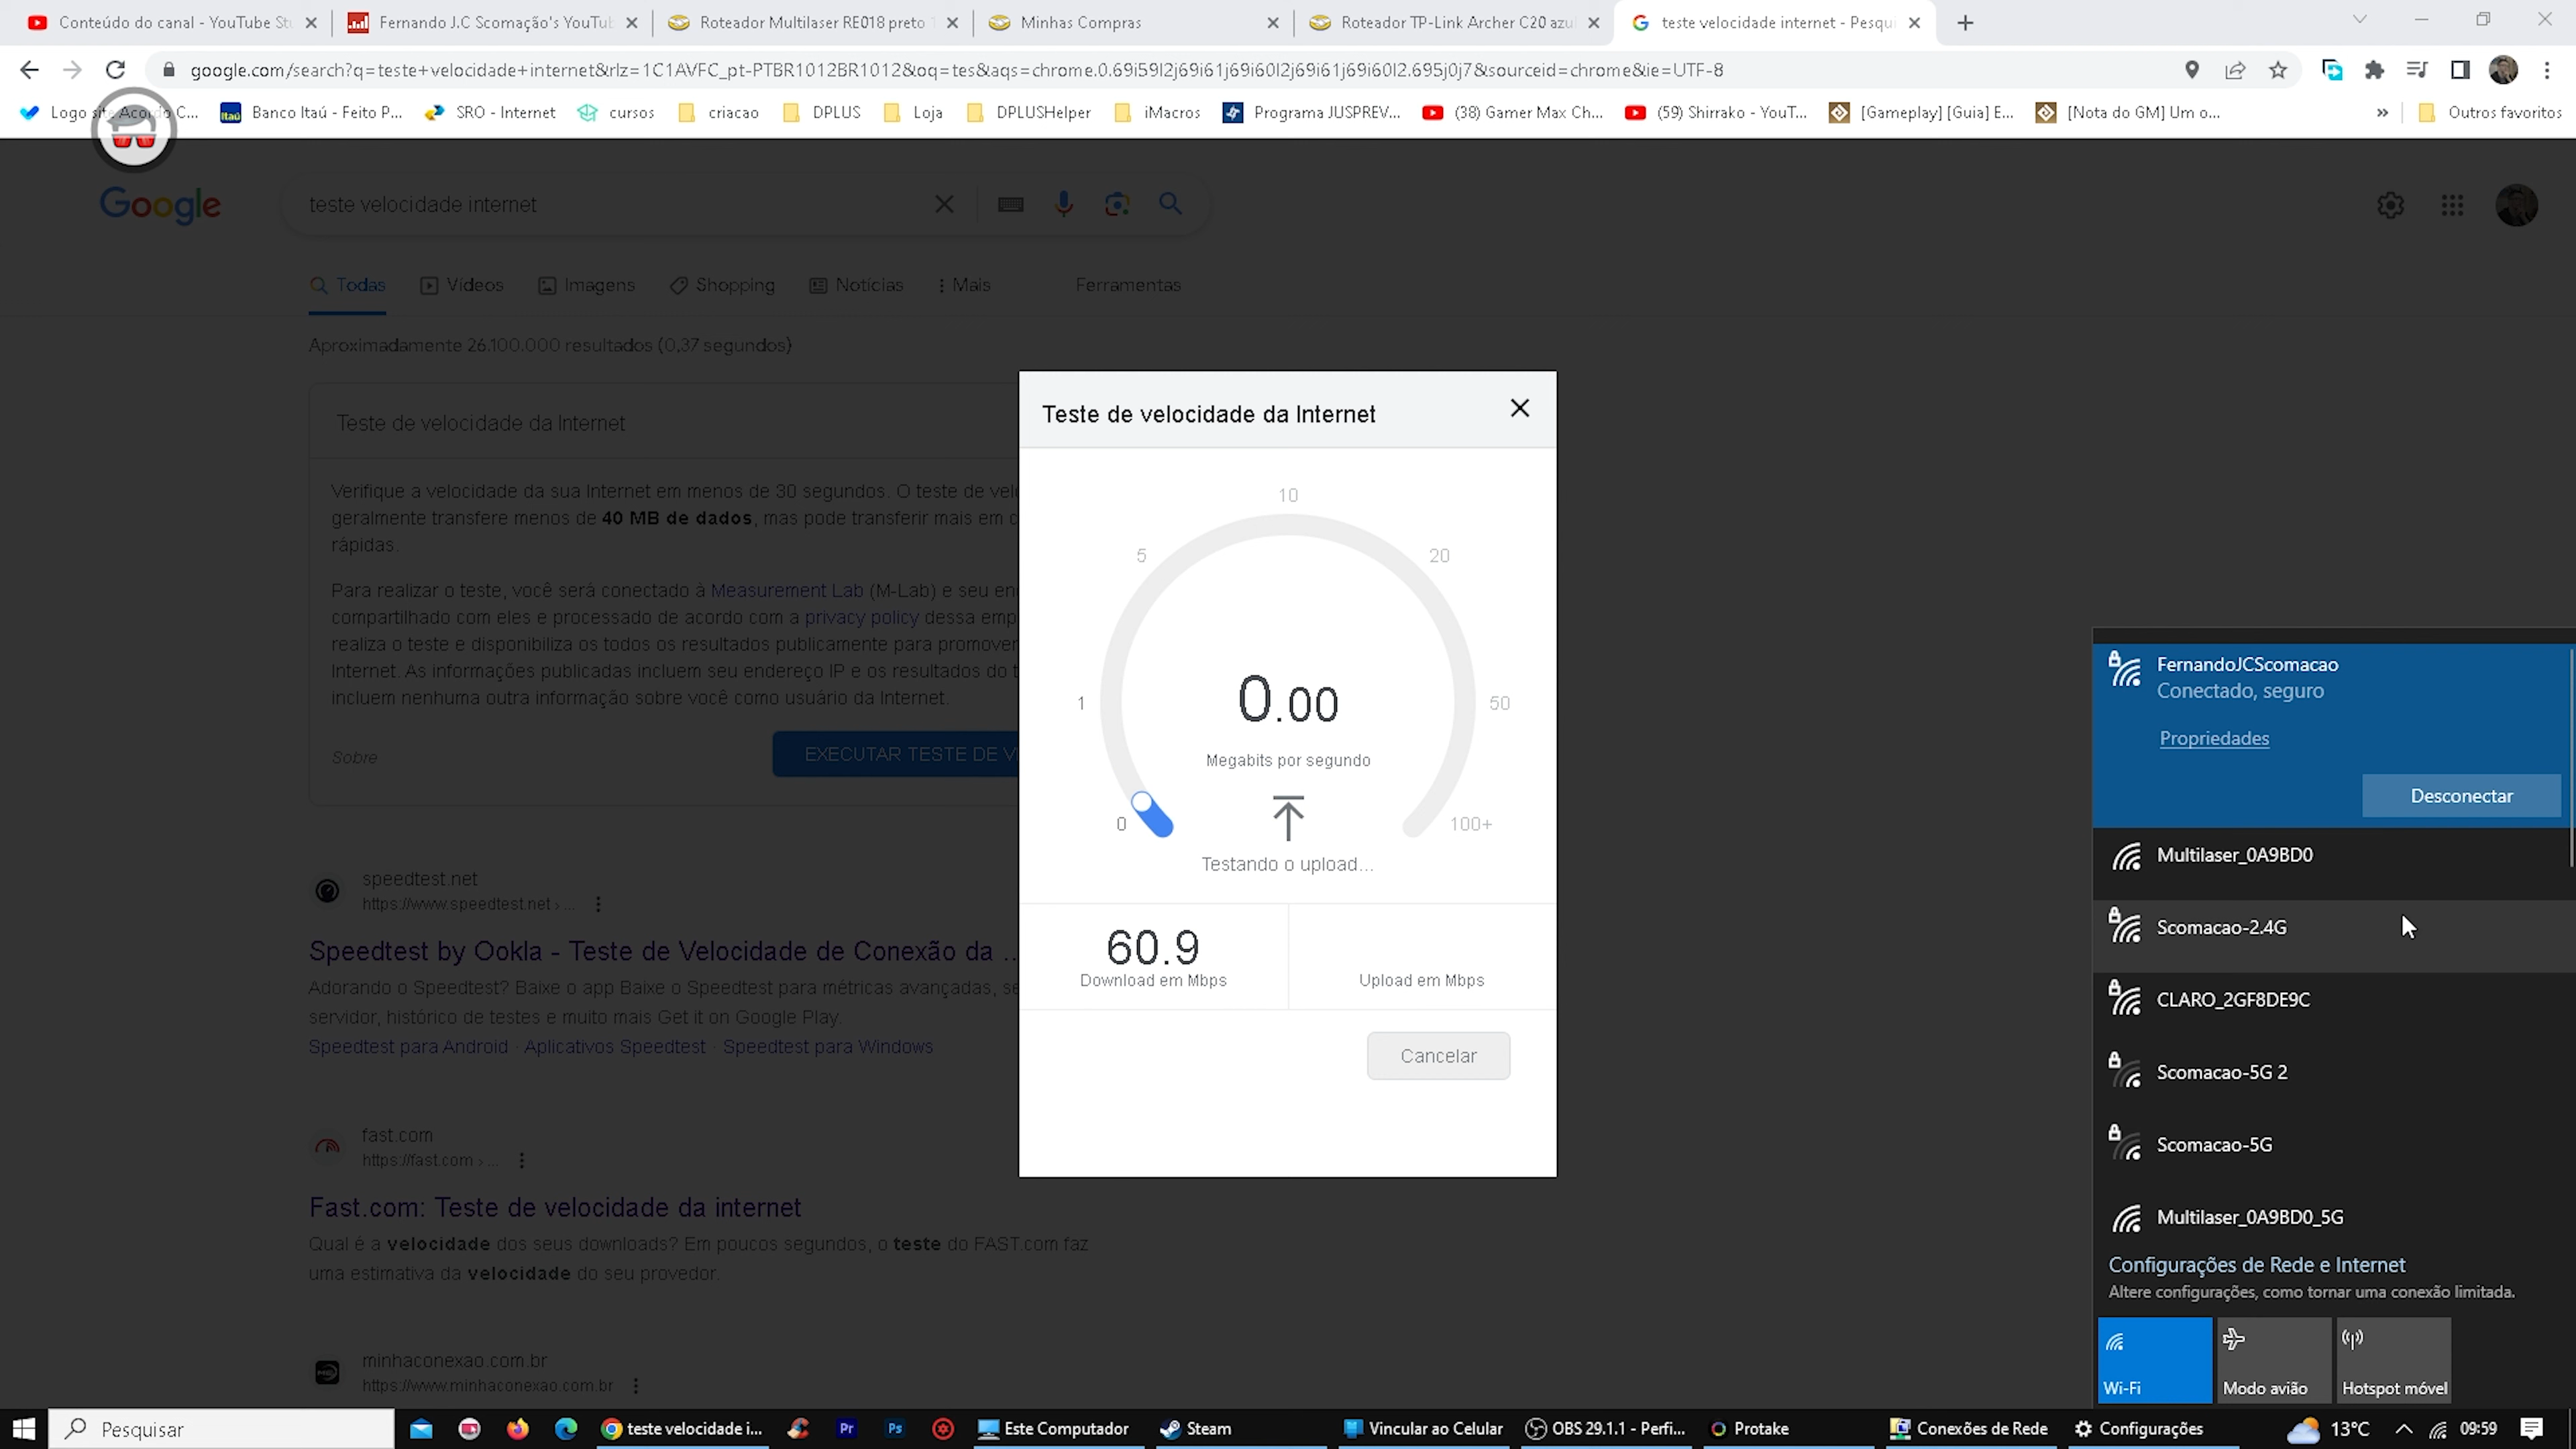 Conteúdo do canal - YouTube Stu
Fernando J.C Scomação's YouTub
Roteador Multilaser RE018 preto 1
Minhas Compras
Roteador TP-Link Archer C20 azul
teste velocidade internet - Pesqui
google.com/search?q=teste+velocidade+internet&rlz=1C1AVFC_pt-PTBR1012BR1012&oq=tes&aqs=chrome.0.69i59l2j69i61j69i60l2j69i61j69i60l2.695j0j7&sourceid=chrome&ie=UTF-8
Logo site Acordo C...
Banco Itaú - Feito P...
SRO - Internet
cursos
criacao
DPLUS
Loja
DPLUSHelper
iMacros
Programa JUSPREV...
(38) Gamer Max Ch...
(59) Shirrako - YouT...
[Gameplay] [Guia] E...
[Nota do GM] Um o...
»
Outros favoritos
Google
teste velocidade internet
Todas
Vídeos
Imagens
Shopping
Notícias
Mais
Ferramentas
Aproximadamente 26.100.000 resultados (0,37 segundos)
Teste de velocidade da Internet
Verifique a velocidade da sua Internet em menos de 30 segundos. O teste de
geralmente transfere menos de 40 MB de dados, mas pode transferir mais em
rápidas.
Para realizar o teste, você será conectado à Measurement Lab (M-Lab) e seu
compartilhado com eles e processado de acordo com a privacy policy dessa
realiza o teste e disponibiliza os todos os resultados publicamente para promover
Internet. As informações publicadas incluem seu endereço IP e os resultados do
incluem nenhuma outra informação sobre você como usuário da Internet.
Sobre
EXECUTAR TESTE DE
speedtest.net
https://www.speedtest.net › ...
Speedtest by Ookla - Teste de Velocidade de Conexão da ...
Adorando o Speedtest? Baixe o app Baixe o Speedtest para métricas avançadas,
servidor, histórico de testes e muito mais Get it on Google Play.
Speedtest para Android · Aplicativos Speedtest · Speedtest para Windows
fast.com
https://fast.com › ...
Fast.com: Teste de velocidade da internet
Qual é a velocidade dos seus downloads? Em poucos segundos, o teste do FAST.com faz
uma estimativa da velocidade do seu provedor.
minhaconexao.com.br
https://www.minhaconexao.com.br
Teste de velocidade da Internet
10
5
20
1
50
0
100+
0.00
Megabits por segundo
Testando o upload...
60.9
Download em Mbps
Upload em Mbps
Cancelar
FernandoJCScomacao
Conectado, seguro
Propriedades
Desconectar
Multilaser_0A9BD0
Scomacao-2.4G
CLARO_2GF8DE9C
Scomacao-5G 2
Scomacao-5G
Multilaser_0A9BD0_5G
Configurações de Rede e Internet
Altere configurações, como tornar uma conexão limitada.
Wi-Fi
Modo avião
Hotspot móvel
Pesquisar
teste velocidade i...
Pr
Ps
Este Computador
Steam
Vincular ao Celular
OBS 29.1.1 - Perfi...
Protake
Conexões de Rede
Configurações
13°C
09:59